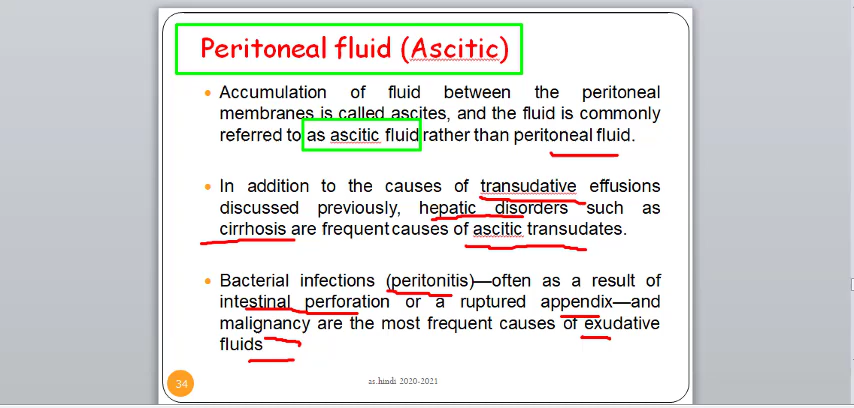 Peritoneal fluid (Ascitic)
• Accumulation of fluid between the peritoneal
membranes is called ascites, and the fluid is commonly
referred to as ascitic fluid rather than peritoneal fluid.
• In addition to the causes of transudative effusions
discussed previously, hepatic disorders such as
cirrhosis are frequent causes of ascitic transudates.
• Bacterial infections (peritonitis)—often as a result of
intestinal perforation or a ruptured appendix—and
malignancy are the most frequent causes of exudative
fluids
34
as.hindi 2020-2021